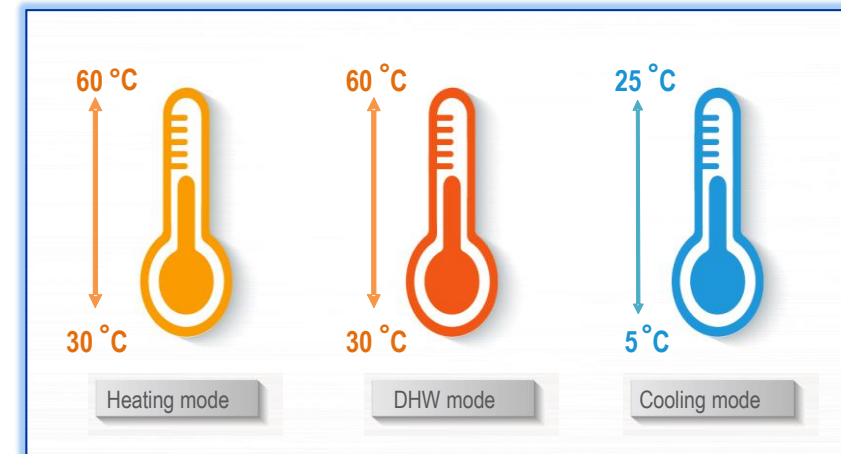 60 °C
60 °C
25 °C
30 °C
30 °C
5 °C
Heating mode
DHW mode
Cooling mode